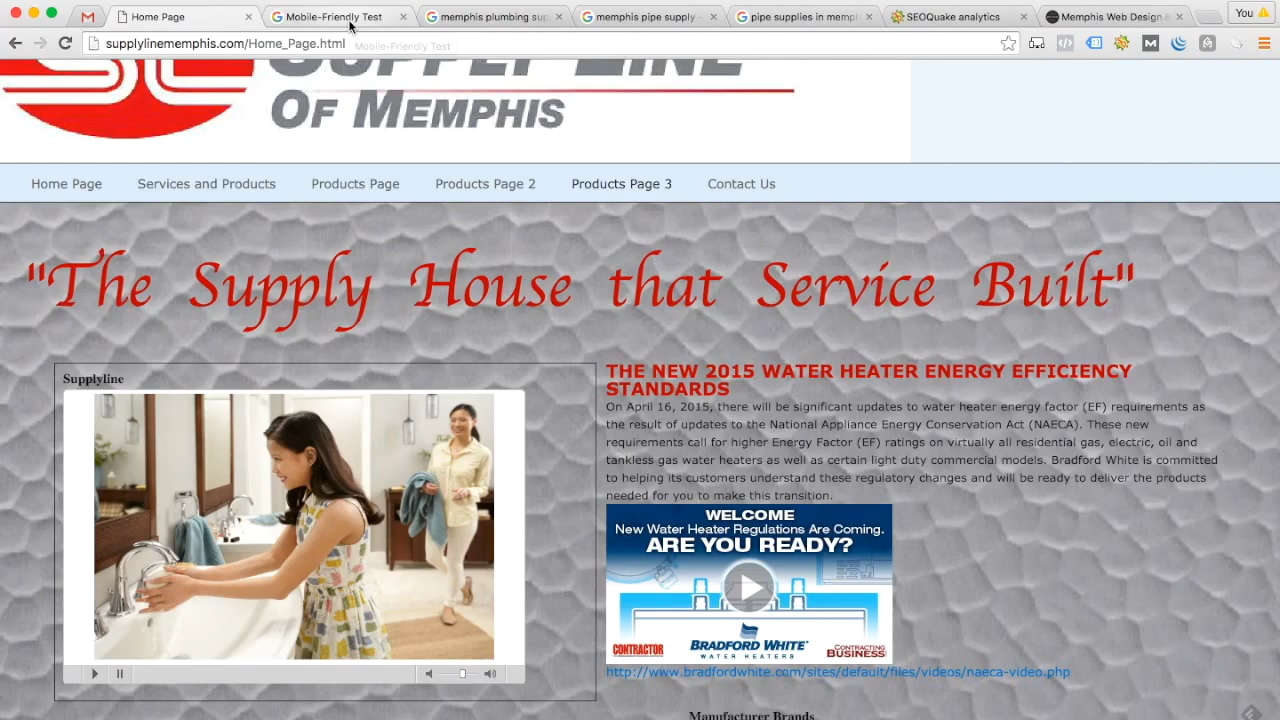 Home Page
Mobile-Friendly Test
memphis plumbing sup
memphis pipe supply -
pipe supplies in memph
SEOQuake analytics
Memphis Web Design &
You
supplylinememphis.com/Home_Page.html
Mobile-Friendly Test
SUPPLY LINE
OF MEMPHIS
Home Page
Services and Products
Products Page
Products Page 2
Products Page 3
Contact Us
"The Supply House that Service Built"
Supplyline
THE NEW 2015 WATER HEATER ENERGY EFFICIENCY
STANDARDS
On April 16, 2015, there will be significant updates to water heater energy factor (EF) requirements as
the result of updates to the National Appliance Energy Conservation Act (NAECA). These new
requirements call for higher Energy Factor (EF) ratings on virtually all residential gas, electric, oil and
tankless gas water heaters as well as certain light duty commercial models. Bradford White is committed
to helping its customers understand these regulatory changes and will be ready to deliver the products
needed for you to make this transition.
WELCOME
New Water Heater Regulations Are Coming.
ARE YOU READY?
CONTRACTOR
BRADFORD WHITE
WATER HEATERS
CONTRACTING
BUSINESS
http://www.bradfordwhite.com/sites/default/files/videos/naeca-video.php
Manufacturer Brands